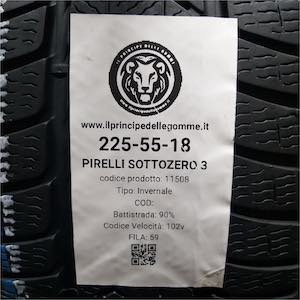 IL PRINCIPE DELLE GOMME
www.ilprincipedellegomme.it
225-55-18
PIRELLI SOTTOZERO 3
codice prodotto: 11508
Tipo: Invernale
COD:
Battistrada: 90%
Codice Velocità: 102v
FILA: 59